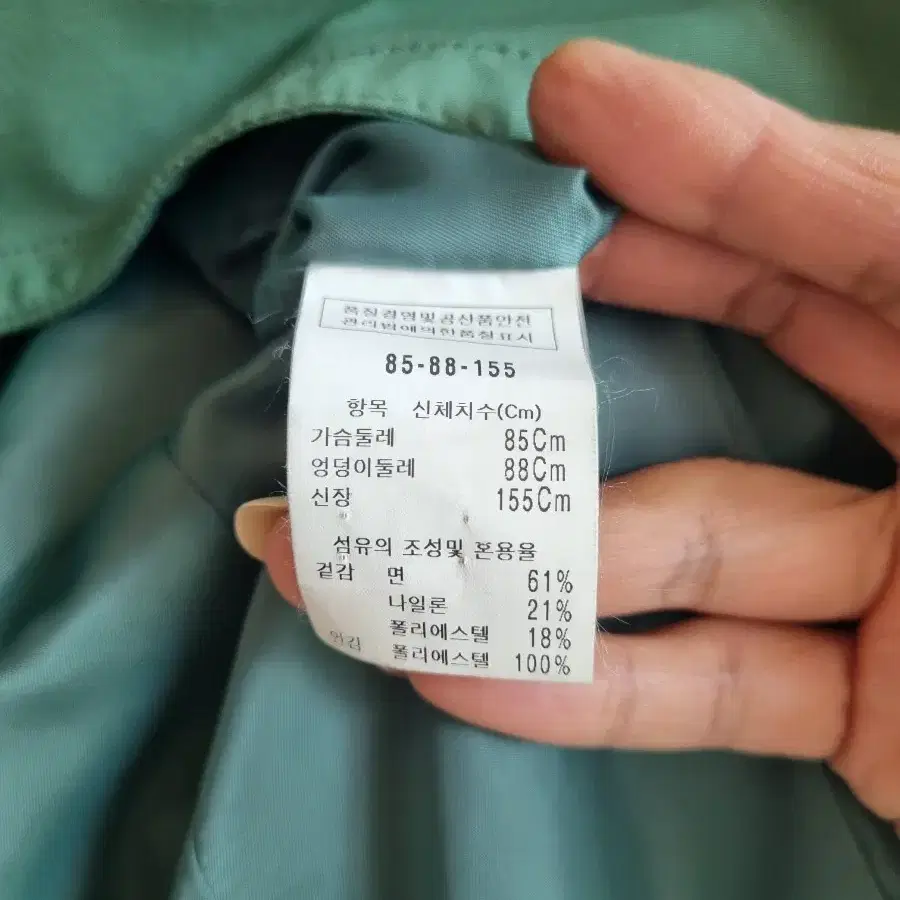 품질경영및공산품안전
관리법에의한품질표시
85-88-155
항목 신체치수(Cm)
가슴둘레 85Cm
엉덩이둘레 88Cm
신장 155Cm
섬유의 조성및 혼용율
겉감 면 61%
나일론 21%
폴리에스텔 18%
안감 폴리에스텔 100%